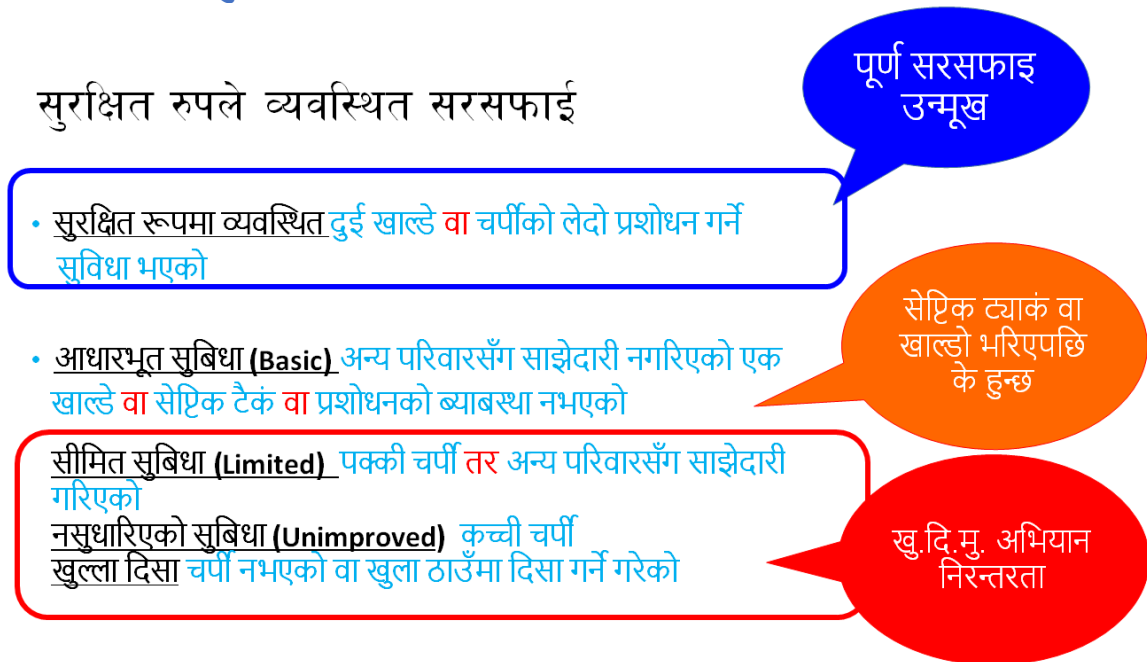 सुरक्षित रुपले व्यवस्थित सरसफाई
पूर्ण सरसफाइ
उन्मूख
• सुरक्षित रूपमा व्यवस्थित दुई खाल्डे वा चर्पीको लेदो प्रशोधन गर्ने
सुविधा भएको
• आधारभूत सुबिधा (Basic) अन्य परिवारसँग साझेदारी नगरिएको एक
खाल्डे वा सेप्टिक टैकं वा प्रशोधनको ब्याबस्था नभएको
सेप्टिक ट्याकं वा
खाल्डो भरिएपछि
के हुन्छ
सीमित सुबिधा (Limited) पक्की चर्पी तर अन्य परिवारसँग साझेदारी
गरिएको
नसुधारिएको सुबिधा (Unimproved) कच्ची चर्पी
खुल्ला दिसा चर्पी नभएको वा खुला ठाउँमा दिसा गर्ने गरेको
खु.दि.मु. अभियान
निरन्तरता